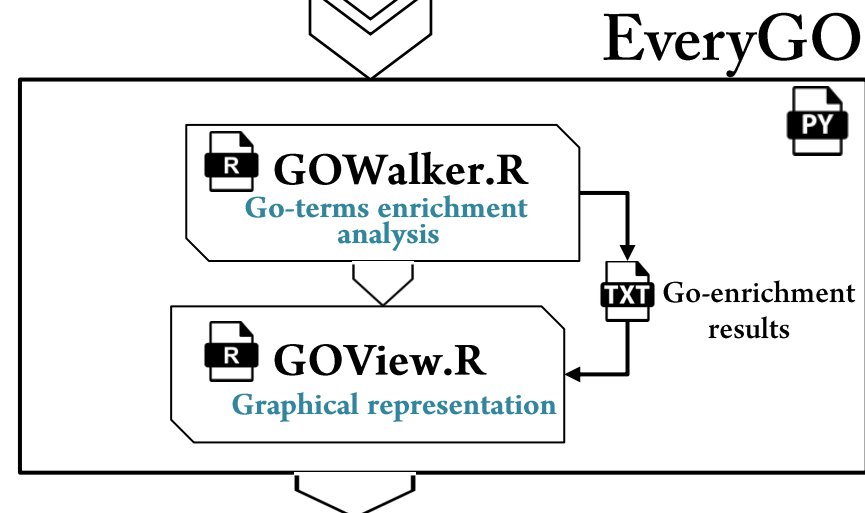 EveryGO
PY
R
GOWalker.R
Go-terms enrichment
analysis
TXT
Go-enrichment
results
R
GOView.R
Graphical representation